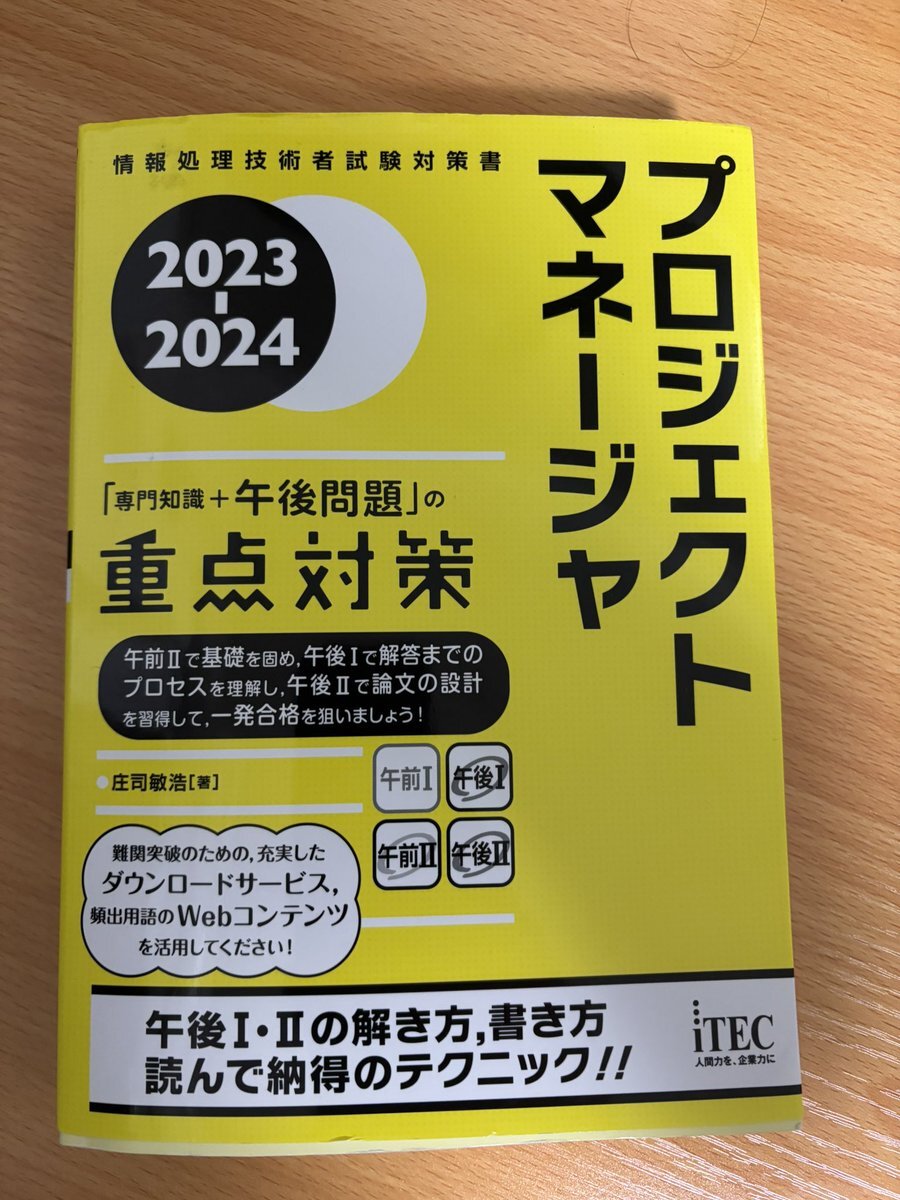 情報処理技術者試験対策書
プロジェクト
マネージャ
2023
-
2024
「専門知識+午後問題」の
重点対策
午前Ⅱで基礎を固め,午後Ⅰで解答までの
プロセスを理解し,午後Ⅱで論文の設計
を習得して,一発合格を狙いましょう!
庄司敏浩[著]
午前Ⅰ
午後Ⅰ
午前Ⅱ
午後Ⅱ
難関突破のための,充実した
ダウンロードサービス,
頻出用語のWebコンテンツ
を活用してください!
午後Ⅰ・Ⅱの解き方,書き方
読んで納得のテクニック!!
iTEC
人間力を、企業力に